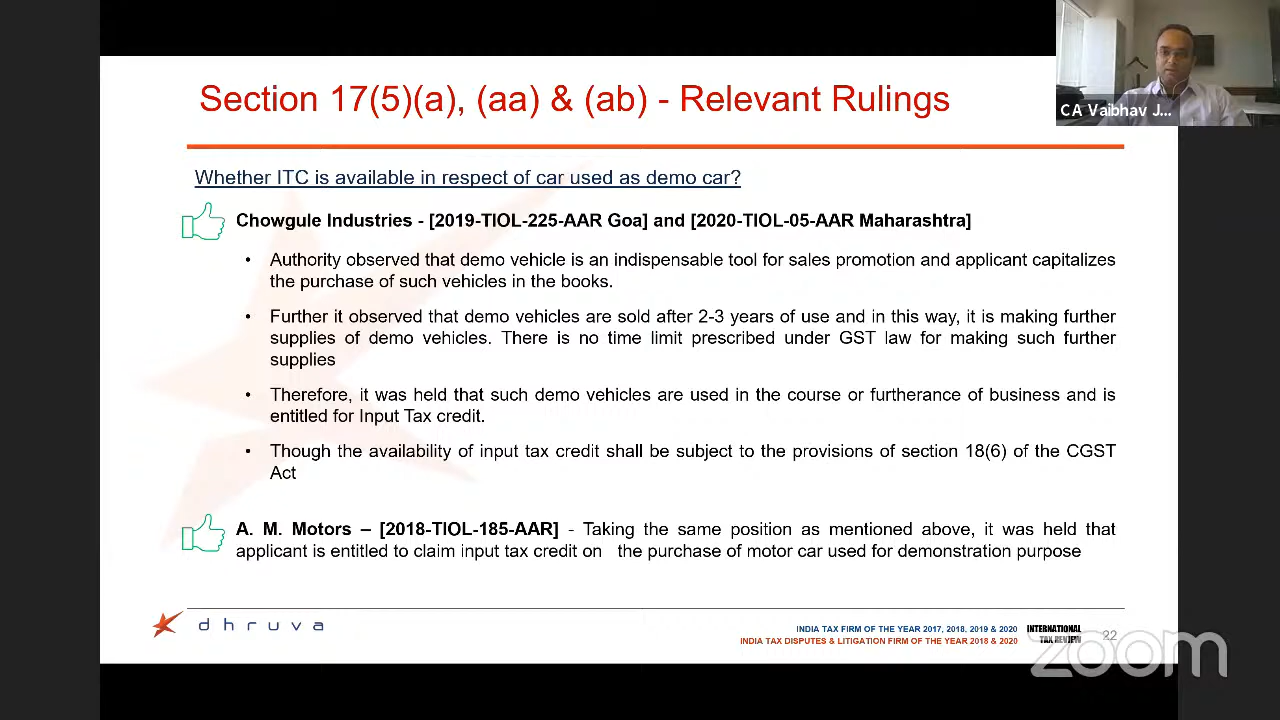 Section 17(5)(a), (aa) & (ab) - Relevant Rulings
CA Vaibhav J...
Whether ITC is available in respect of car used as demo car?
Chowgule Industries - [2019-TIOL-225-AAR Goa] and [2020-TIOL-05-AAR Maharashtra]
• Authority observed that demo vehicle is an indispensable tool for sales promotion and applicant capitalizes
the purchase of such vehicles in the books.
• Further it observed that demo vehicles are sold after 2-3 years of use and in this way, it is making further
supplies of demo vehicles. There is no time limit prescribed under GST law for making such further
supplies
• Therefore, it was held that such demo vehicles are used in the course or furtherance of business and is
entitled for Input Tax credit.
• Though the availability of input tax credit shall be subject to the provisions of section 18(6) of the CGST
Act
A. M. Motors – [2018-TIOL-185-AAR] - Taking the same position as mentioned above, it was held that
applicant is entitled to claim input tax credit on the purchase of motor car used for demonstration purpose
dhruva
INDIA TAX FIRM OF THE YEAR 2017, 2018, 2019 & 2020
INDIA TAX DISPUTES & LITIGATION FIRM OF THE YEAR 2018 & 2020
INTERNATIONAL
TAX REVIEW
22
zoom